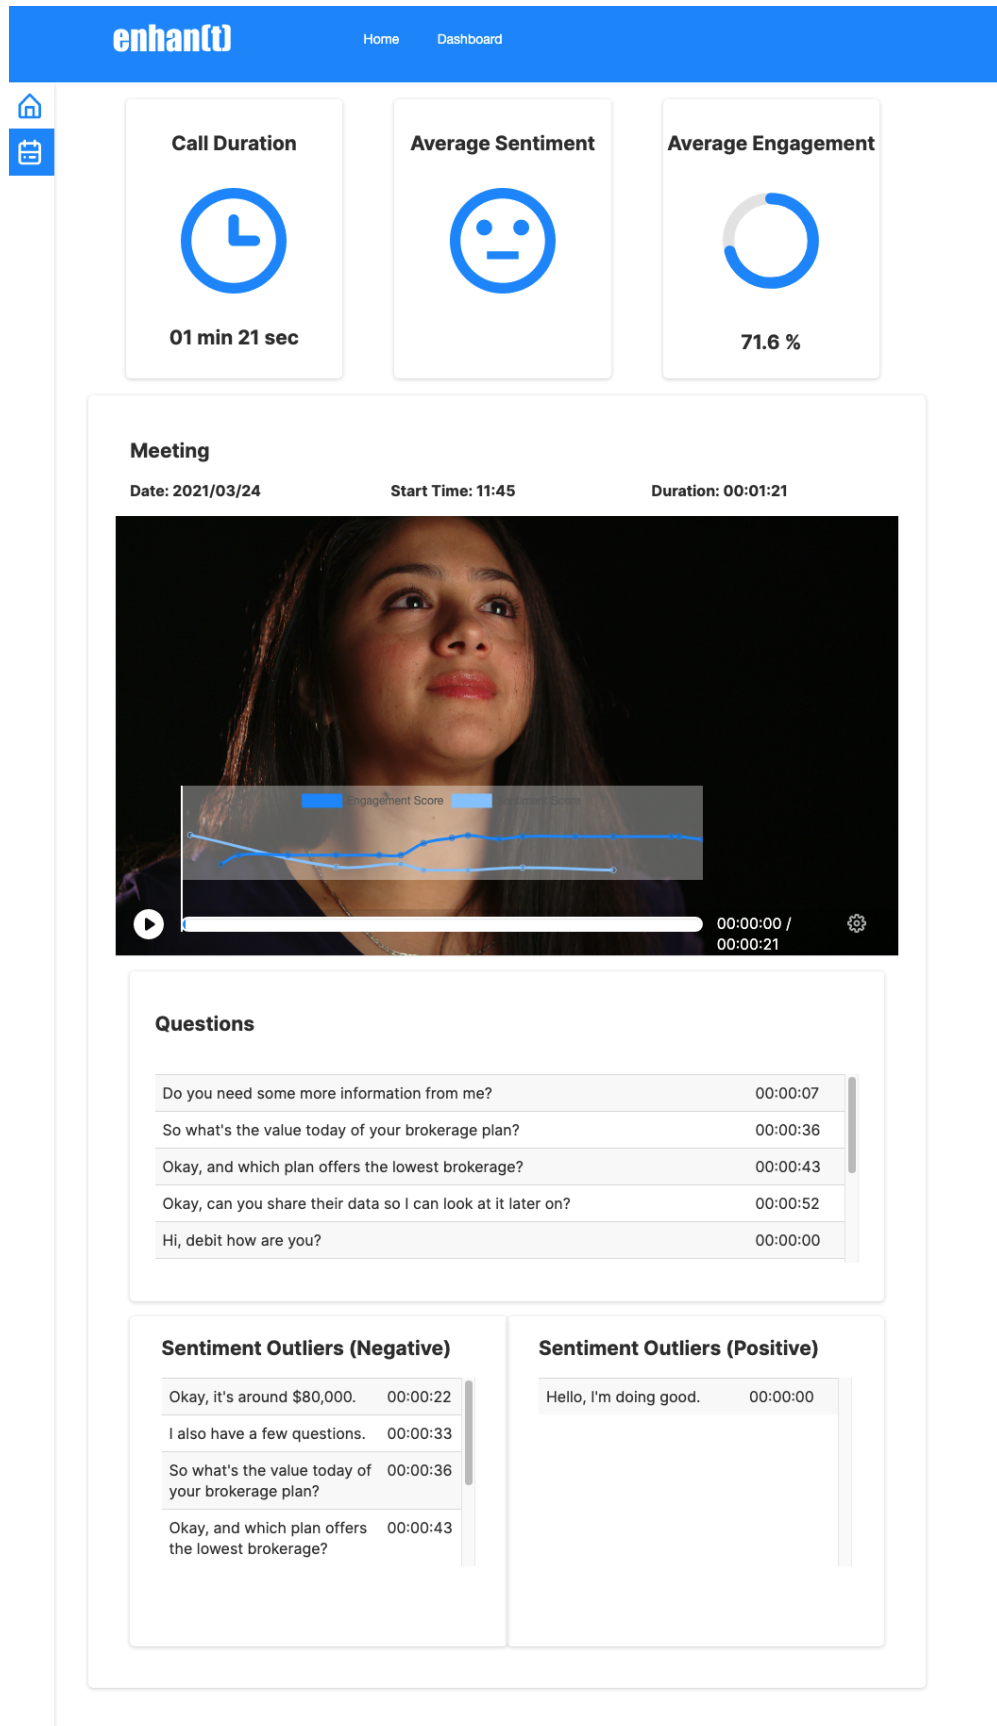 enhan(t)
Home
Dashboard
Call Duration
Average Sentiment
Average Engagement
01 min 21 sec
71.6 %
Meeting
Date: 2021/03/24
Start Time: 11:45
Duration: 00:01:21
Engagement Score
Score
00:00:00 /
00:00:21
Questions
Do you need some more information from me? 00:00:07
So what's the value today of your brokerage plan? 00:00:36
Okay, and which plan offers the lowest brokerage? 00:00:43
Okay, can you share their data so I can look at it later on? 00:00:52
Hi, debit how are you? 00:00:00
Sentiment Outliers (Negative)
Okay, it's around $80,000. 00:00:22
I also have a few questions. 00:00:33
So what's the value today of 00:00:36
your brokerage plan?
Okay, and which plan offers 00:00:43
the lowest brokerage?
Sentiment Outliers (Positive)
Hello, I'm doing good. 00:00:00